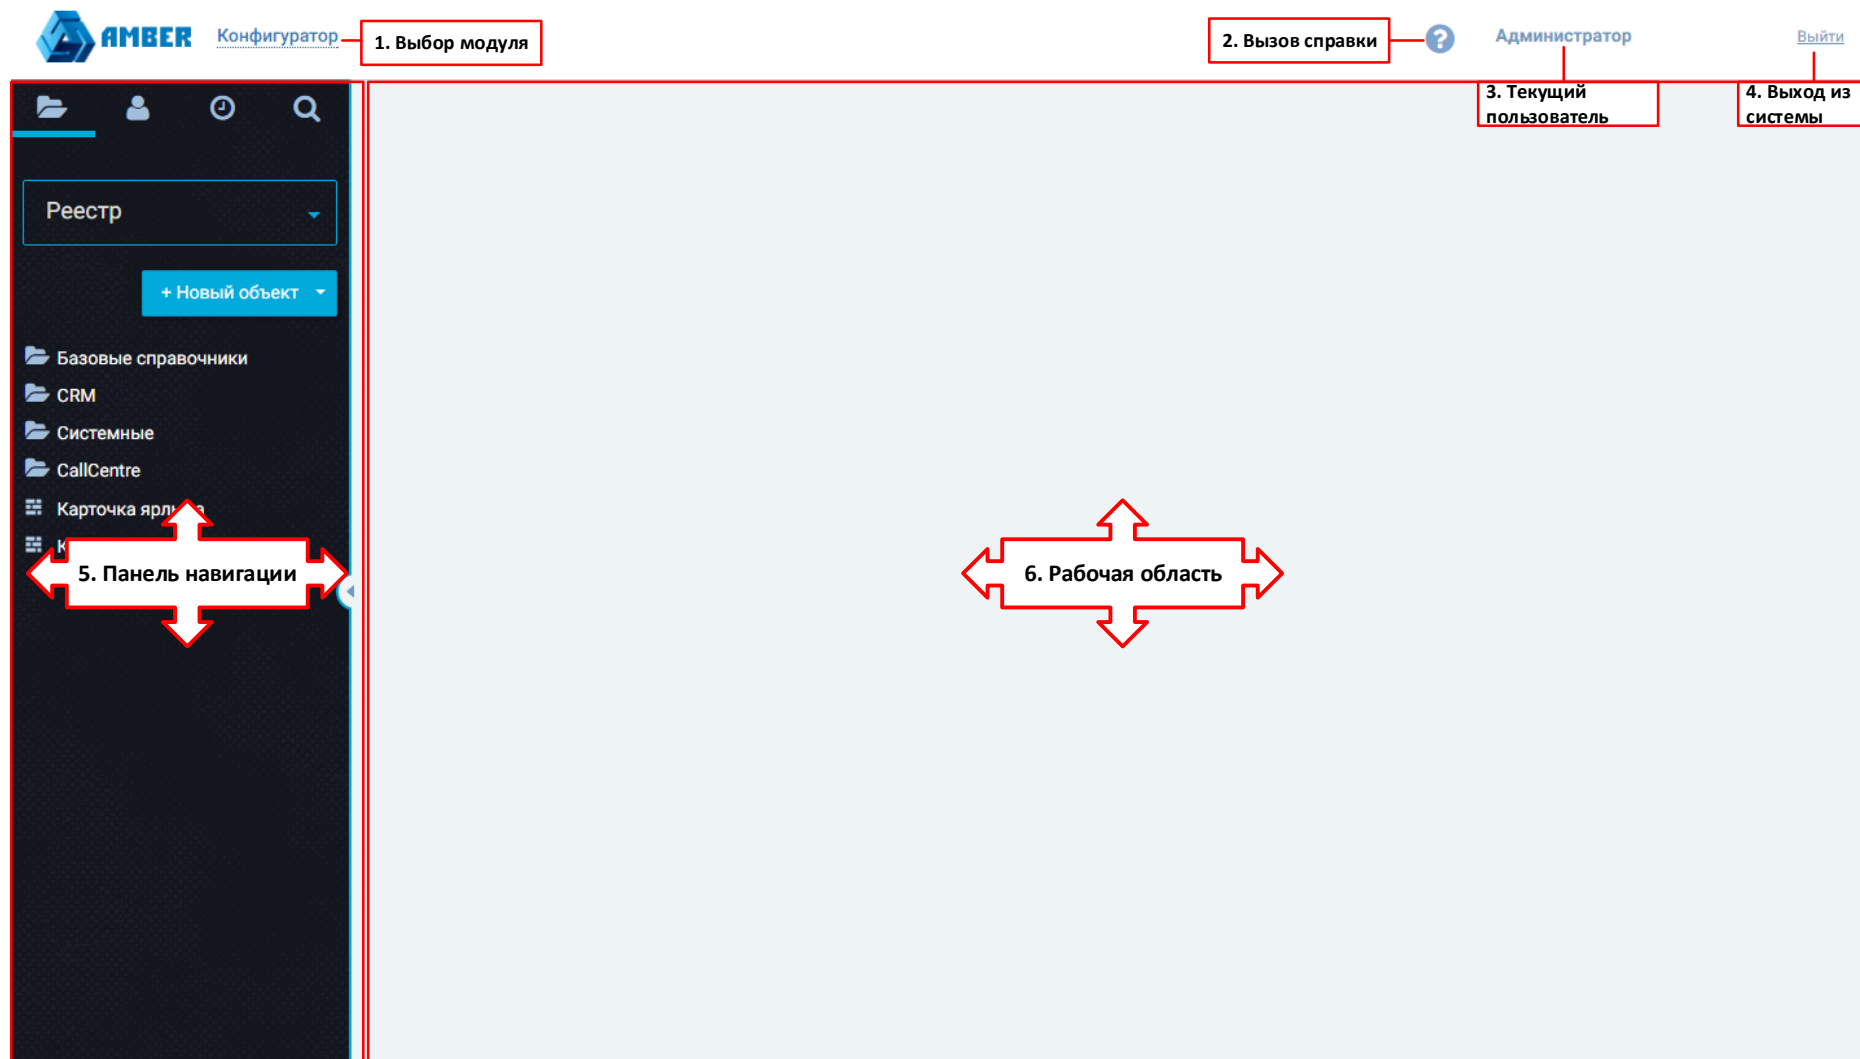 AMBER
Конфигуратор
1. Выбор модуля
2. Вызов справки
?
Администратор
Выйти
3. Текущий
пользователь
4. Выход из
системы
Реестр
+ Новый объект
Базовые справочники
CRM
Системные
CallCentre
Карточка
5. Панель навигации
6. Рабочая область